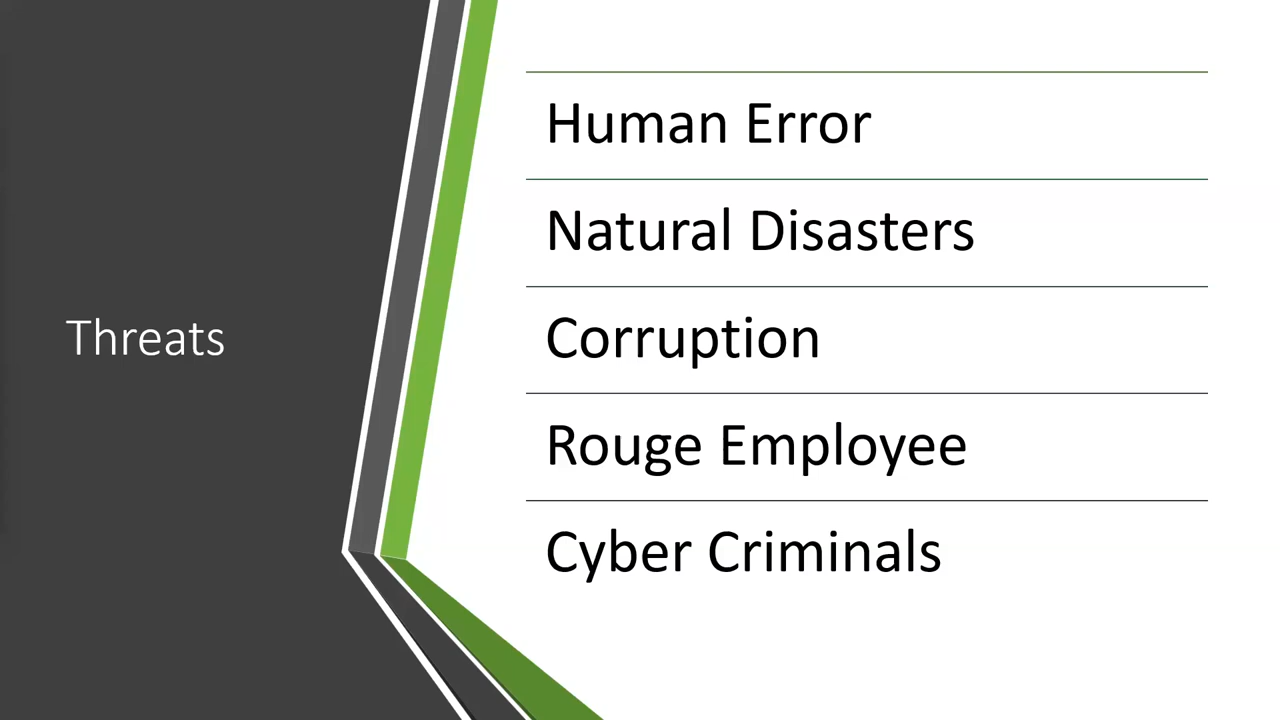 Threats
Human Error
Natural Disasters
Corruption
Rouge Employee
Cyber Criminals